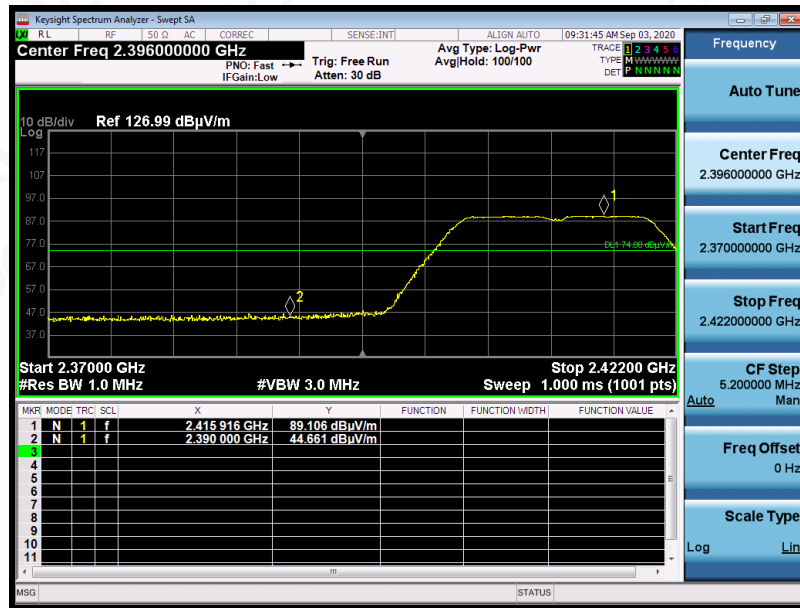 Keysight Spectrum Analyzer - Swept SA
LXI RL RF 50 Ω AC CORREC SENSE:INT ALIGN AUTO 09:31:45 AM Sep 03, 2020
Center Freq 2.396000000 GHz
PNO: Fast
IFGain:Low
Trig: Free Run
Atten: 30 dB
Avg Type: Log-Pwr
Avg|Hold: 100/100
TRACE 1 2 3 4 5 6
TYPE M WWWWW
DET P N N N N N
10 dB/div Ref 126.99 dBµV/m
Log
117
107
97.0
87.0
77.0
67.0
57.0
47.0
37.0
1
DL1 74.00 dBµV/m
2
Start 2.37000 GHz Stop 2.42200 GHz
#Res BW 1.0 MHz #VBW 3.0 MHz Sweep 1.000 ms (1001 pts)
MKR MODE TRC SCL X Y FUNCTION FUNCTION WIDTH FUNCTION VALUE
1 N 1 f 2.415 916 GHz 89.106 dBµV/m
2 N 1 f 2.390 000 GHz 44.661 dBµV/m
3
4
5
6
7
8
9
10
11
MSG STATUS
Frequency
Auto Tune
Center Freq
2.396000000 GHz
Start Freq
2.370000000 GHz
Stop Freq
2.422000000 GHz
CF Step
5.200000 MHz
Auto Man
Freq Offset
0 Hz
Scale Type
Log Lin